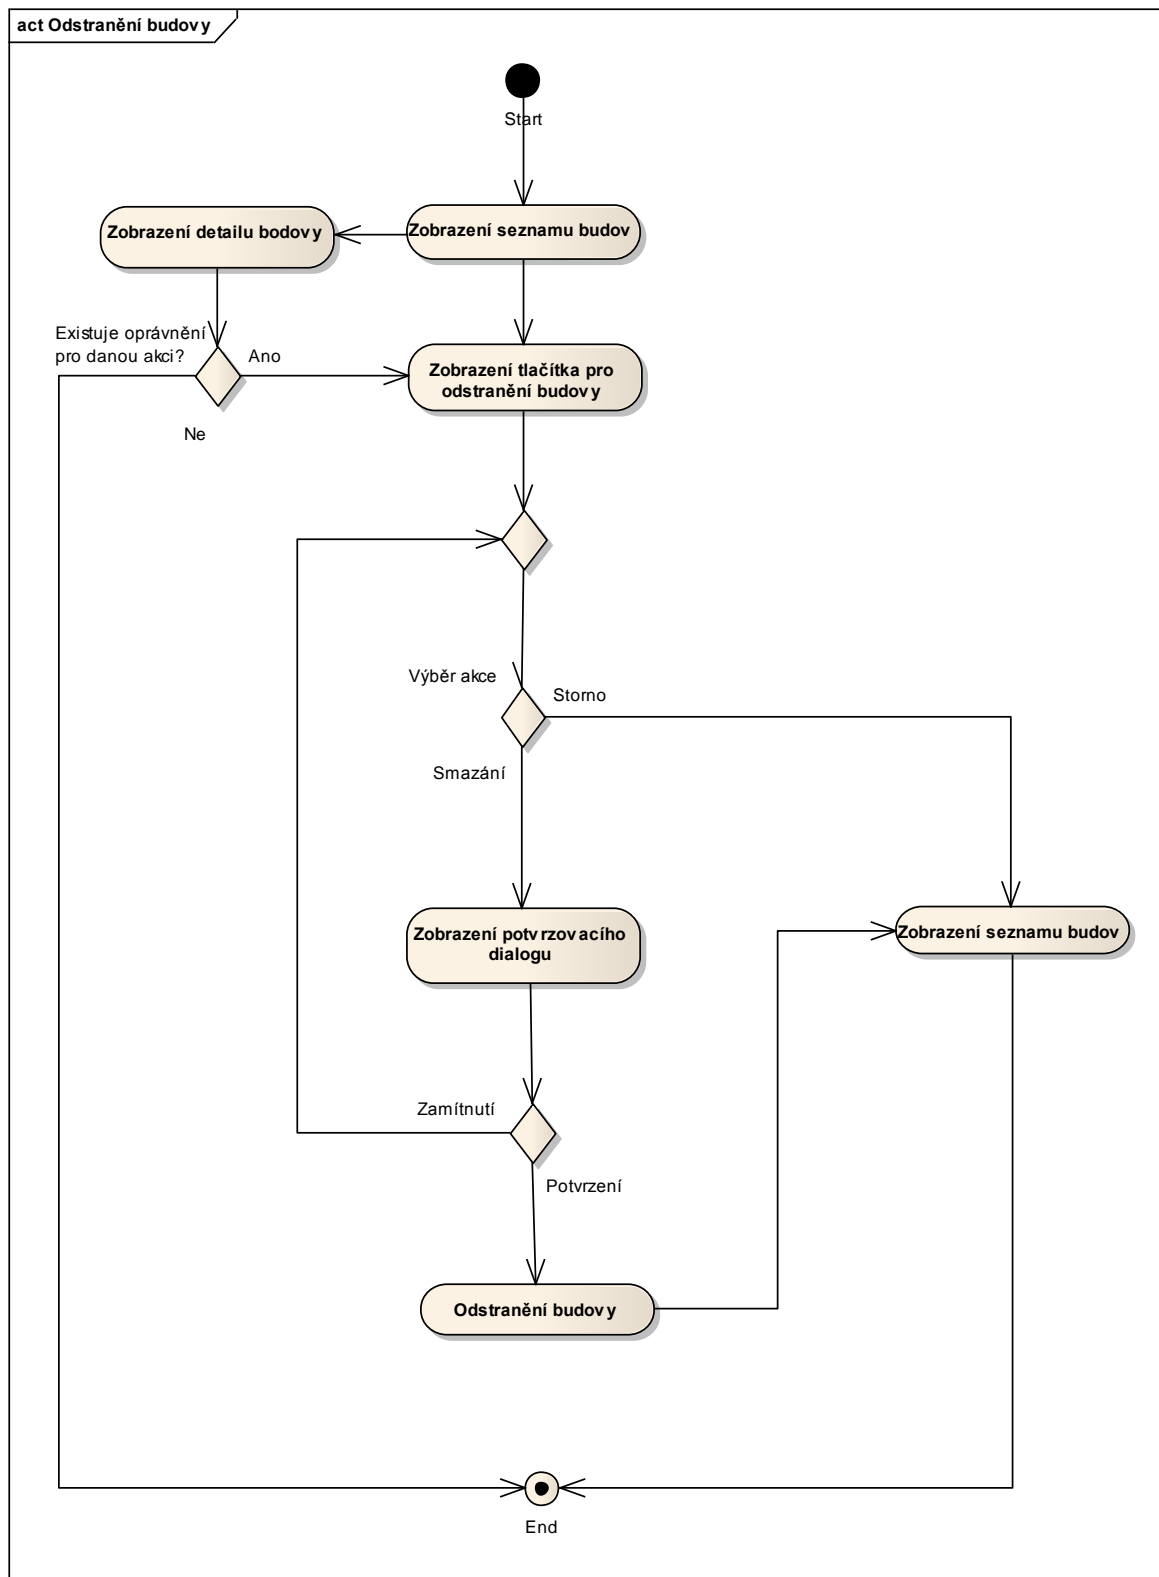 act Odstranění budovy
Start
Zobrazení detailu bodovy
Zobrazení seznamu budov
Existuje oprávnění
pro danou akci?
Ano
Zobrazení tlačítka pro
odstranění budovy
Ne
Výběr akce
Storno
Smazání
Zobrazení potvrzovacího
dialogu
Zobrazení seznamu budov
Zamítnutí
Potvrzení
Odstranění budovy
End